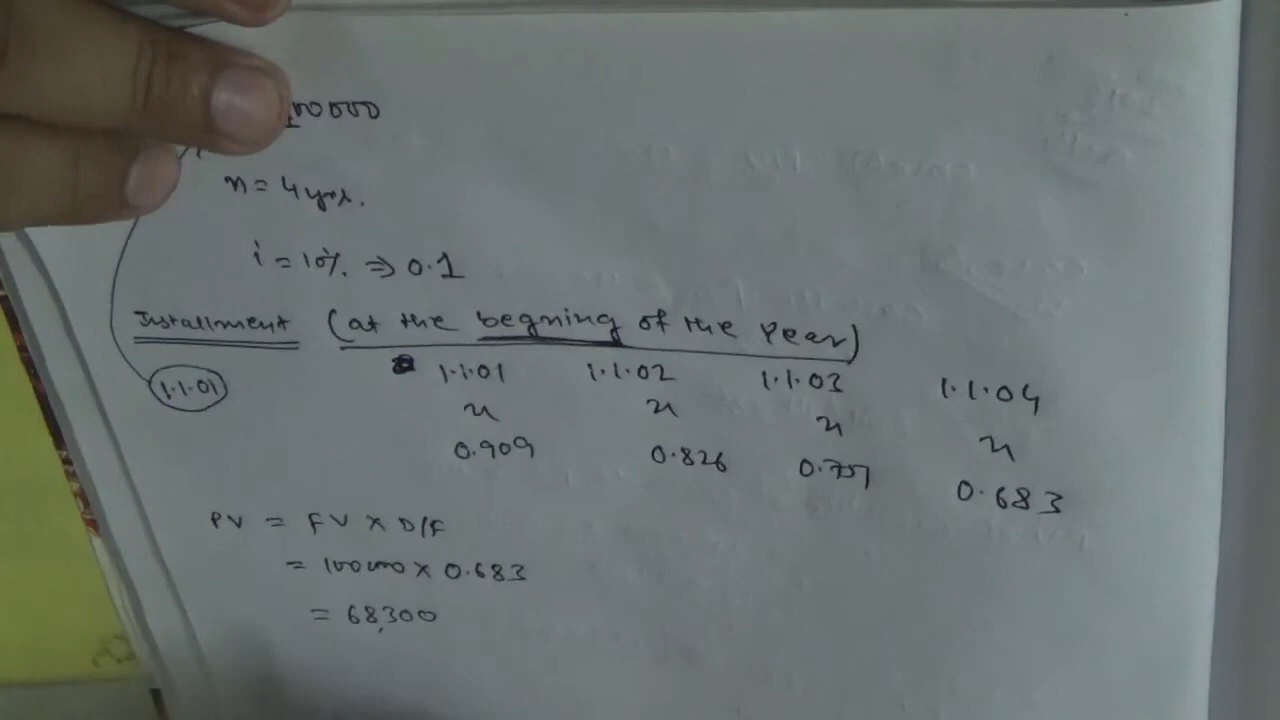 100000
n = 4 yrs.
i = 10% ⇒ 0.1
Installment (at the begning of the year)
1.1.01 1.1.01 1.1.02 1.1.03 1.1.04
x x x x
0.909 0.826 0.751 0.683
PV = FV x D/F
= 100000 x 0.683
= 68,300